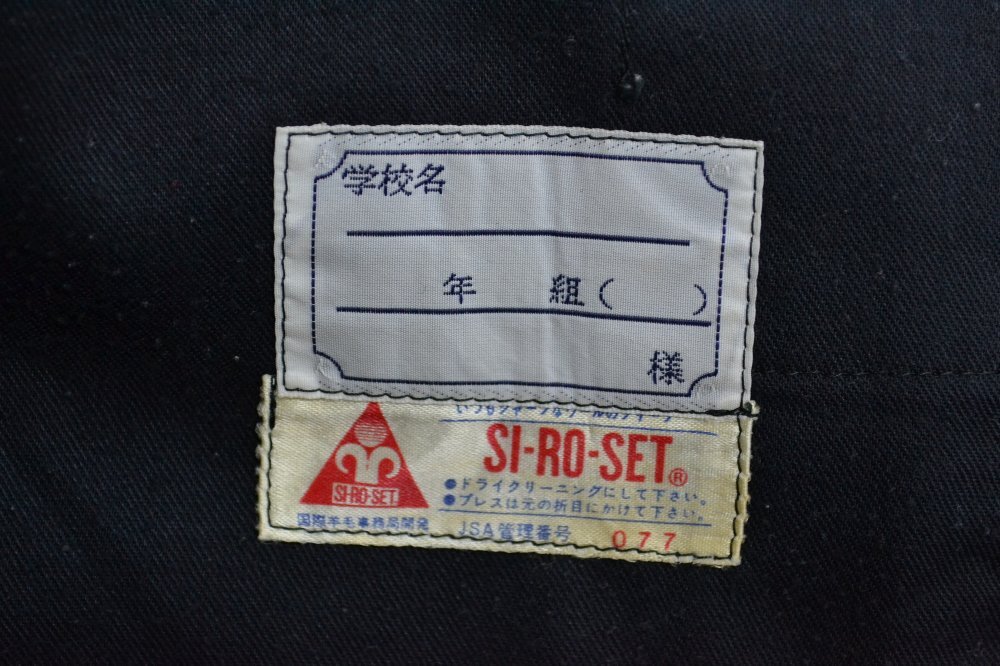 学校名
年 組( )
様
SI-RO-SET®
●ドライクリーニングにして下さい。
●プレスは元の折目にかけて下さい。
SI-RO-SET
国際羊毛事務局開発
JSA管理番号 077